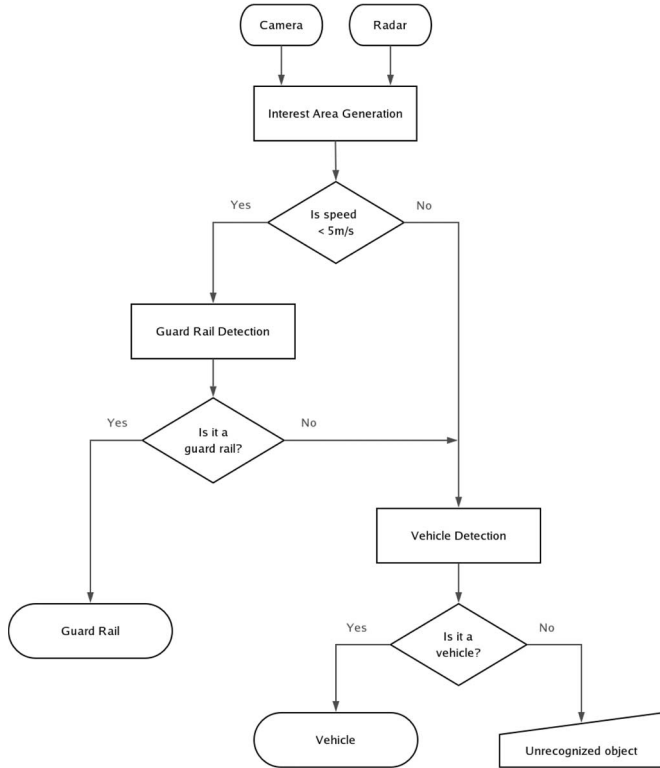 Camera
Radar
Interest Area Generation
Yes
Is speed
< 5m/s
No
Guard Rail Detection
Yes
Is it a
guard rail?
No
Vehicle Detection
Guard Rail
Yes
Is it a
vehicle?
No
Vehicle
Unrecognized object